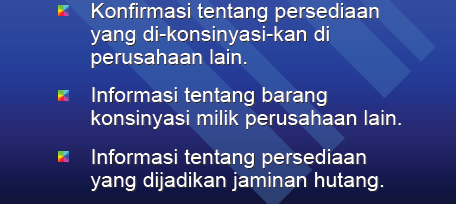 Konfirmasi tentang persediaan
yang di-konsinyasi-kan di
perusahaan lain.
Informasi tentang barang
konsinyasi milik perusahaan lain.
Informasi tentang persediaan
yang dijadikan jaminan hutang.